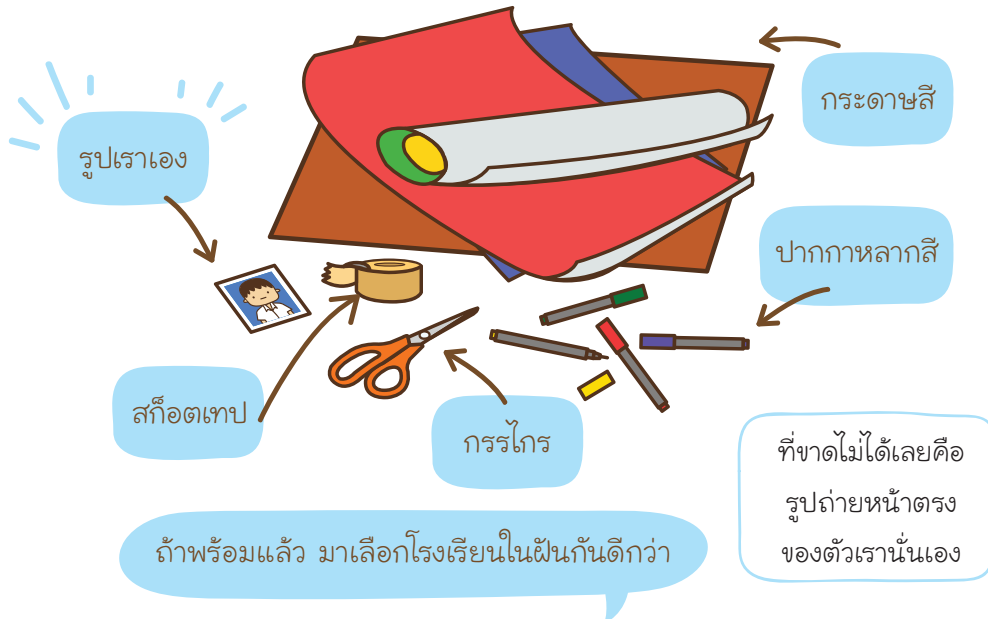 กระดาษสี
รูปเราเอง
ปากกาหลากสี
สก็อตเทป
กรรไกร
ที่ขาดไม่ได้เลยคือ
รูปถ่ายหน้าตรง
ของตัวเรานั่นเอง
ถ้าพร้อมแล้ว มาเลือกโรงเรียนในฝันกันดีกว่า